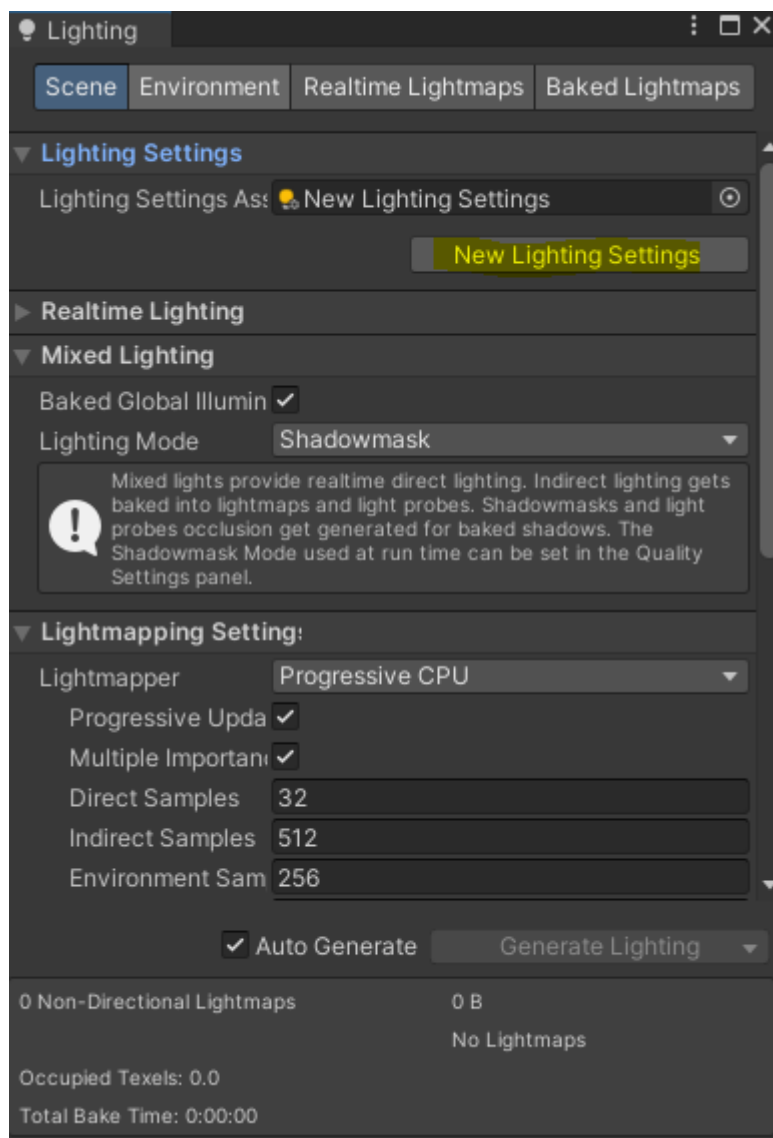 Lighting
Scene Environment Realtime Lightmaps Baked Lightmaps
Lighting Settings
Lighting Settings Ass New Lighting Settings
New Lighting Settings
Realtime Lighting
Mixed Lighting
Baked Global Illumin
Lighting Mode Shadowmask
Mixed lights provide realtime direct lighting. Indirect lighting gets
baked into lightmaps and light probes. Shadowmasks and light
probes occlusion get generated for baked shadows. The
Shadowmask Mode used at run time can be set in the Quality
Settings panel.
Lightmapping Settings
Lightmapper Progressive CPU
Progressive Upda
Multiple Importan
Direct Samples 32
Indirect Samples 512
Environment Sam 256
Auto Generate Generate Lighting
0 Non-Directional Lightmaps 0 B
No Lightmaps
Occupied Texels: 0.0
Total Bake Time: 0:00:00